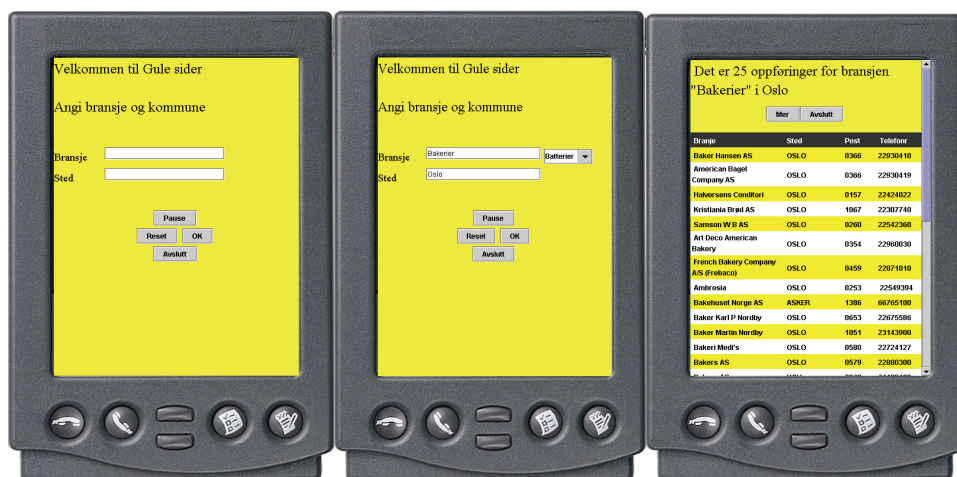 Velkommen til Gule sider
Angi bransje og kommune
Bransje
Sted
Pause
Reset OK
Avslutt
Velkommen til Gule sider
Angi bransje og kommune
Bransje Bakerier Batterier
Sted Oslo
Pause
Reset OK
Avslutt
Det er 25 oppføringer for bransjen
"Bakerier" i Oslo
Mer Avslutt
Branje Sted Post Telefonr
Baker Hansen AS OSLO 0366 22930410
American Bagel
Company AS OSLO 0366 22930419
Halvorsens Conditori OSLO 0157 22424022
Kristiania Brød AS OSLO 1067 22307740
Samson W B AS OSLO 0260 22542360
Art Deco American
Bakery OSLO 0354 22960030
French Bakery Company
A/S (Frebaco) OSLO 0459 22871010
Ambrosia OSLO 0253 22549394
Bakehuset Norge AS ASKER 1386 66765100
Baker Karl P Nordby OSLO 0653 22675586
Baker Martin Nordby OSLO 1051 23143900
Bakeri Medi's OSLO 0580 22724127
Bakers AS OSLO 0579 22880300